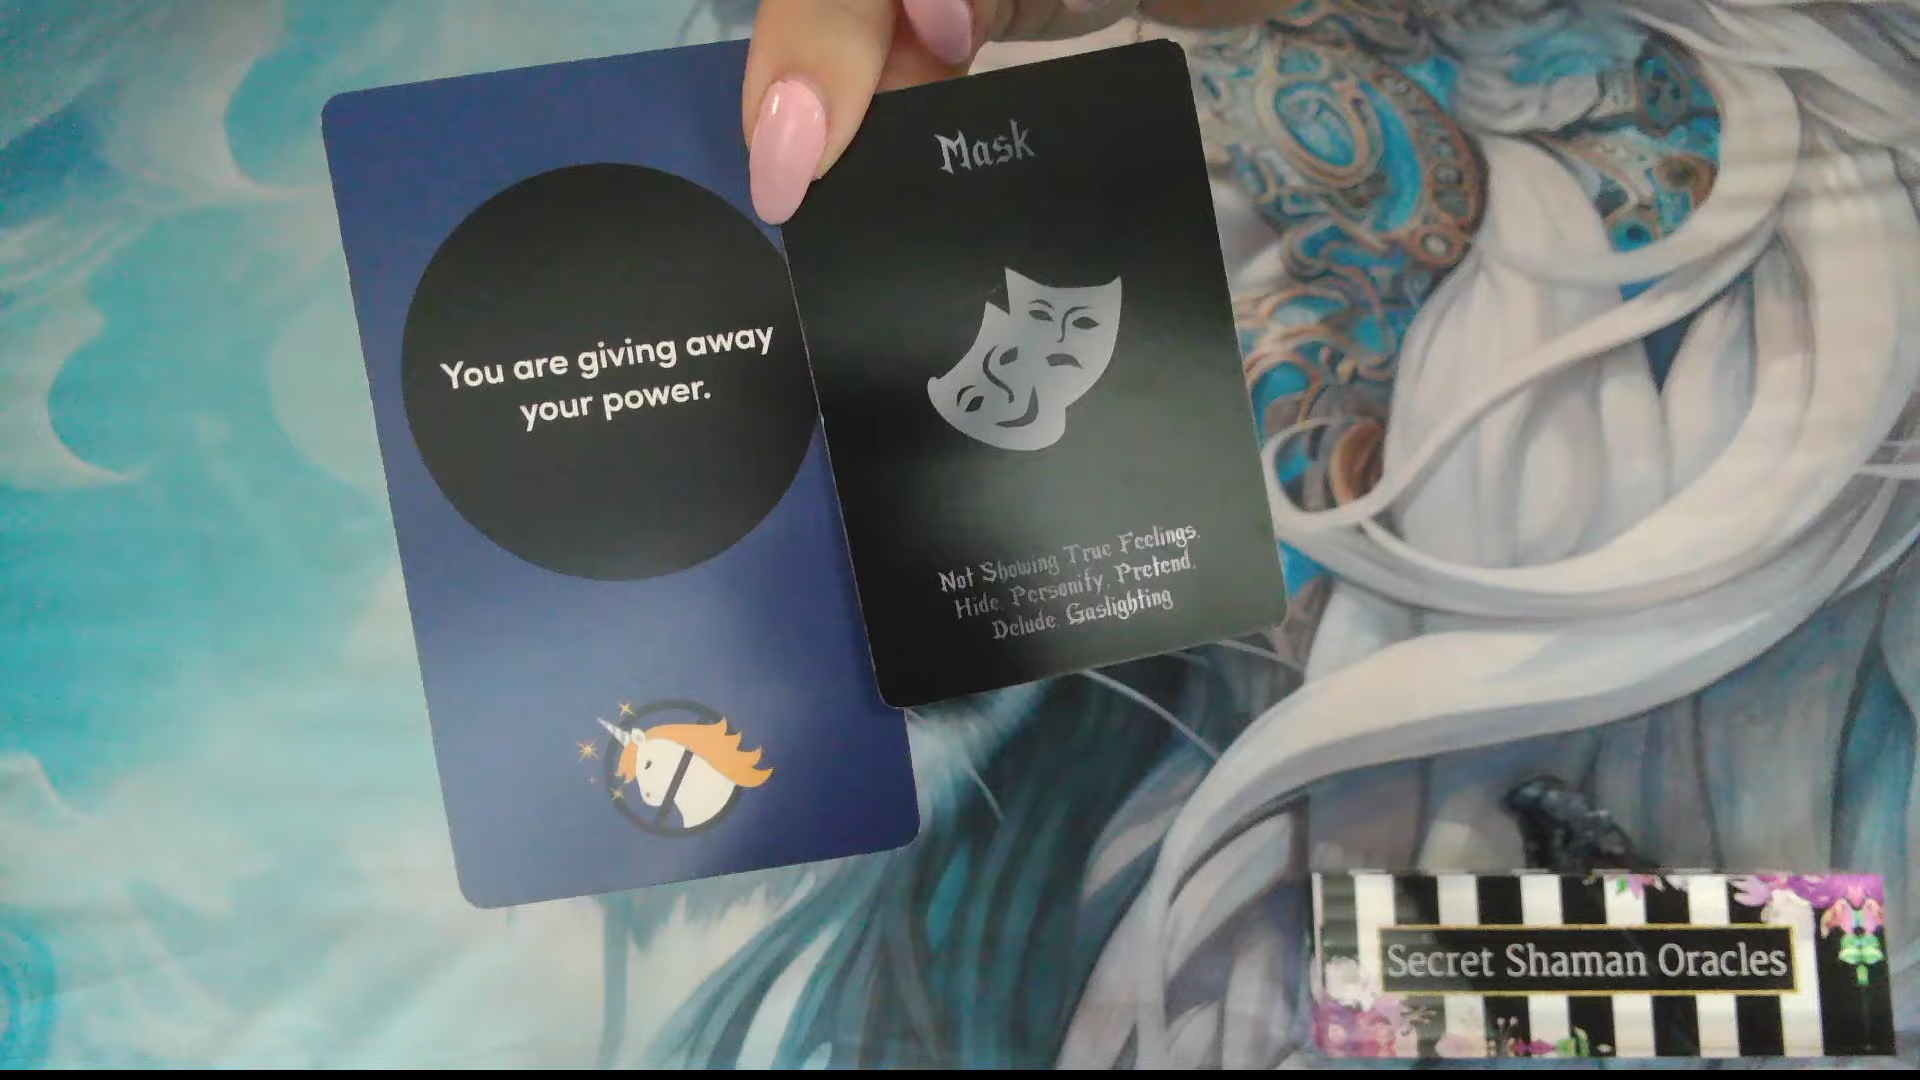 You are giving away
your power.
Mask
Not Showing True Feelings.
Hide. Personify. Pretend.
Delude. Gaslighting
Secret Shaman Oracles